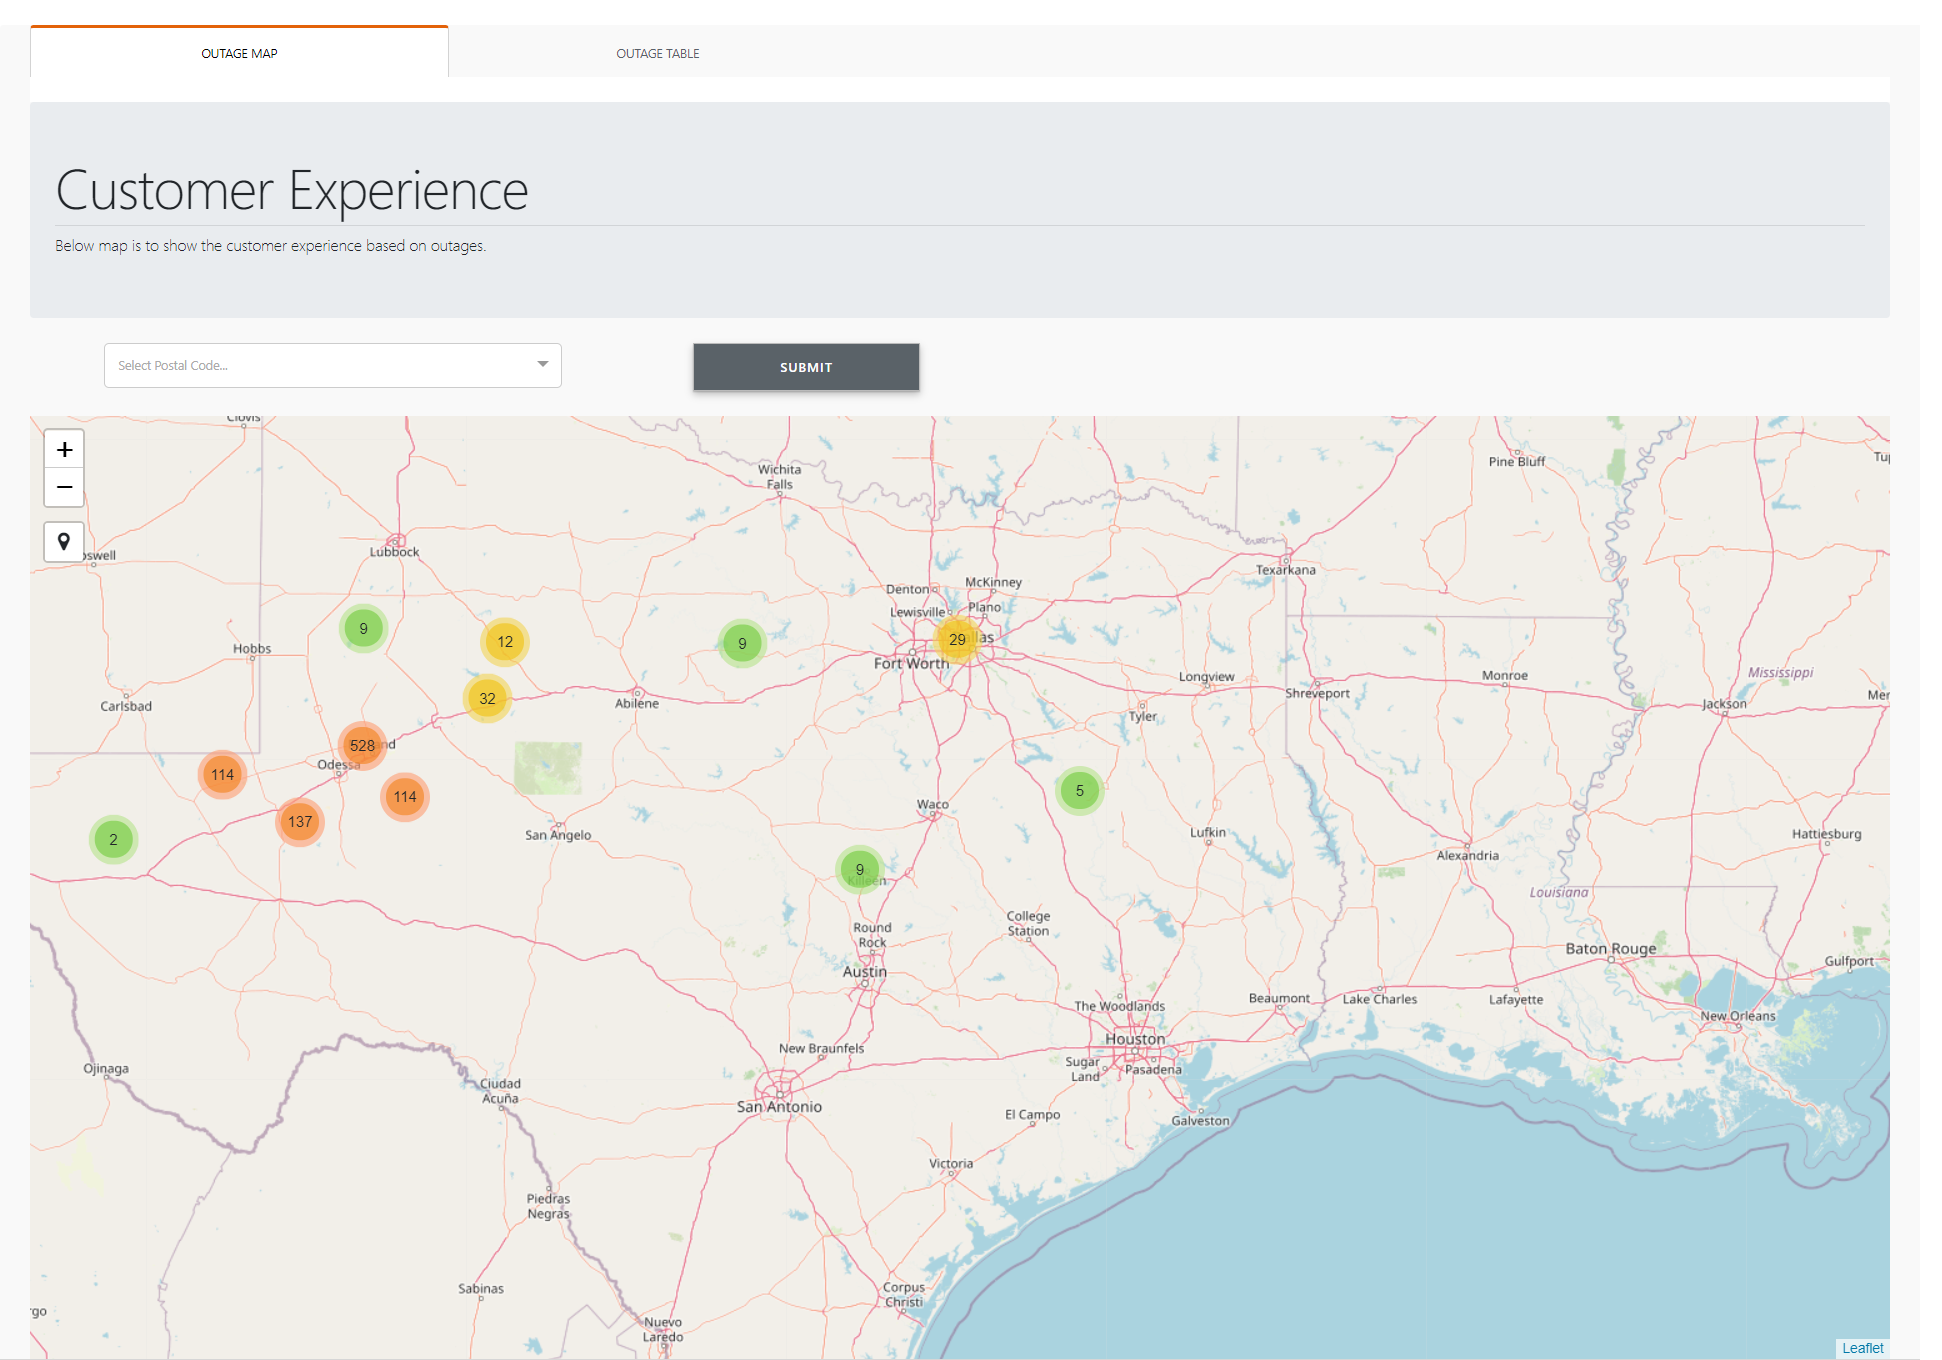 OUTAGE MAP
OUTAGE TABLE
Customer Experience
Below map is to show the customer experience based on outages.
Select Postal Code...
SUBMIT
+
−
Clovis
Wichita
Falls
Pine Bluff
Tu
oswell
Lubbock
Texarkana
Denton
McKinney
Lewisville
Plano
9
12
9
29
llas
Hobbs
Fort Worth
Longview
Monroe
Mississippi
32
Abilene
Shreveport
Mer
Carlsbad
Tyler
Jackson
528
nd
Odessa
114
114
5
Waco
137
San Angelo
Lufkin
Hattiesburg
2
Alexandria
9
Killeen
Louisiana
College
Station
Round
Rock
Baton Rouge
Gulfport
Austin
The Woodlands
Beaumont
Lake Charles
Lafayette
New Orleans
Houston
New Braunfels
Sugar
Land
Pasadena
Ojinaga
Ciudad
Acuña
San Antonio
El Campo
Galveston
Victoria
Piedras
Negras
Sabinas
Corpus
Christi
rgo
Nuevo
Laredo
Leaflet